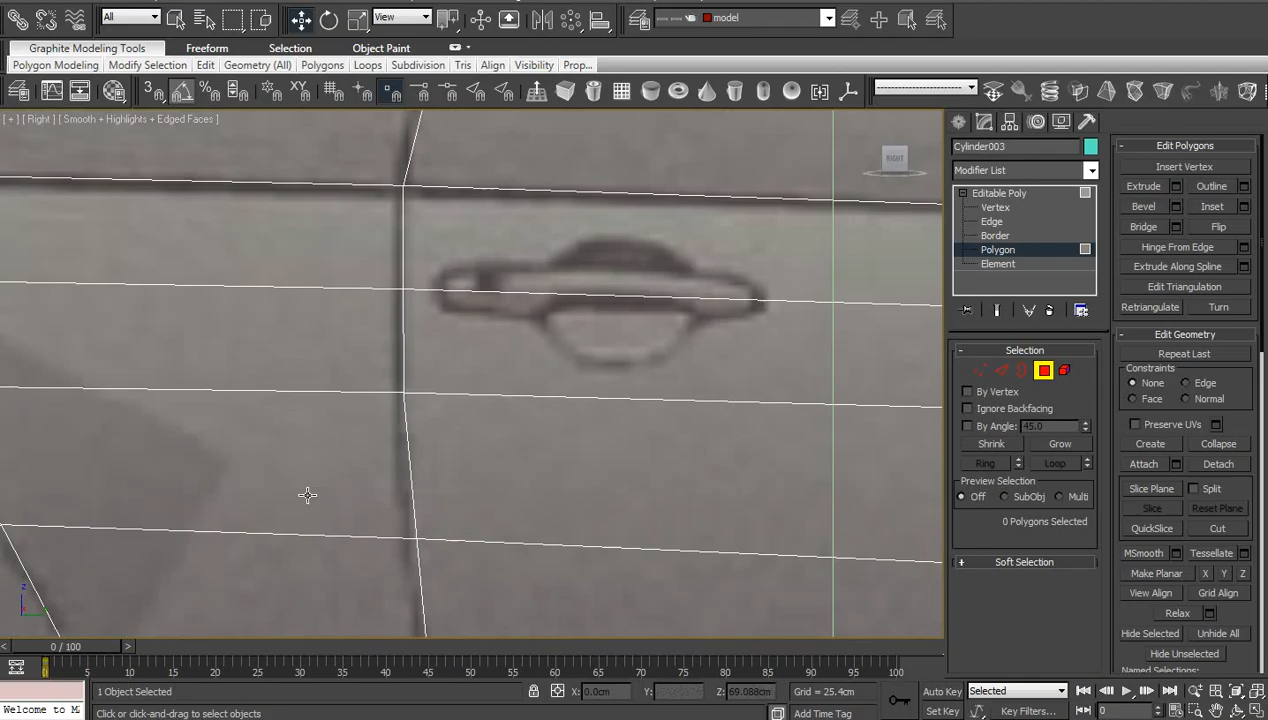 All
View
model
Graphite Modeling Tools
Freeform
Selection
Object Paint
Polygon Modeling
Modify Selection
Edit
Geometry (All)
Polygons
Loops
Subdivision
Tris
Align
Visibility
Prop...
3
%
XY
[ + ] [ Right ] [ Smooth + Highlights + Edged Faces ]
RIGHT
Cylinder003
Modifier List
Editable Poly
Vertex
Edge
Border
Polygon
Element
Selection
By Vertex
Ignore Backfacing
By Angle: 45.0
Shrink Grow
Ring Loop
Preview Selection
Off SubObj Multi
0 Polygons Selected
Soft Selection
Edit Polygons
Insert Vertex
Extrude Outline
Bevel Inset
Bridge Flip
Hinge From Edge
Extrude Along Spline
Edit Triangulation
Retriangulate Turn
Edit Geometry
Repeat Last
Constraints
None Edge
Face Normal
Preserve UVs
Create Collapse
Attach Detach
Slice Plane Split
Slice Reset Plane
QuickSlice Cut
MSmooth Tessellate
Make Planar X Y Z
View Align Grid Align
Relax
Hide Selected Unhide All
Hide Unselected
Named Selections:
z
x
0 / 100
5 10 15 20 25 30 35 40 45 50 55 60 65 70 75 80 85 90 95 100
1 Object Selected
X: 0.0cm
Y:
Z: 69.088cm
Grid = 25.4cm
Auto Key
Selected
Welcome to M
Click or click-and-drag to select objects
Add Time Tag
Set Key
Key Filters...
0